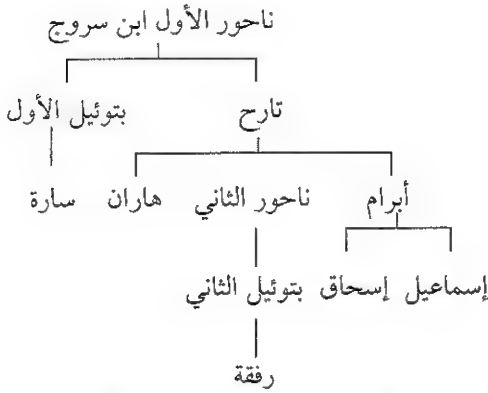 ناحور الأول ابن سروج
تارح بتوئيل الأول
أبرام ناحور الثاني هاران سارة
إسماعيل إسحاق بتوئيل الثاني
رفقة